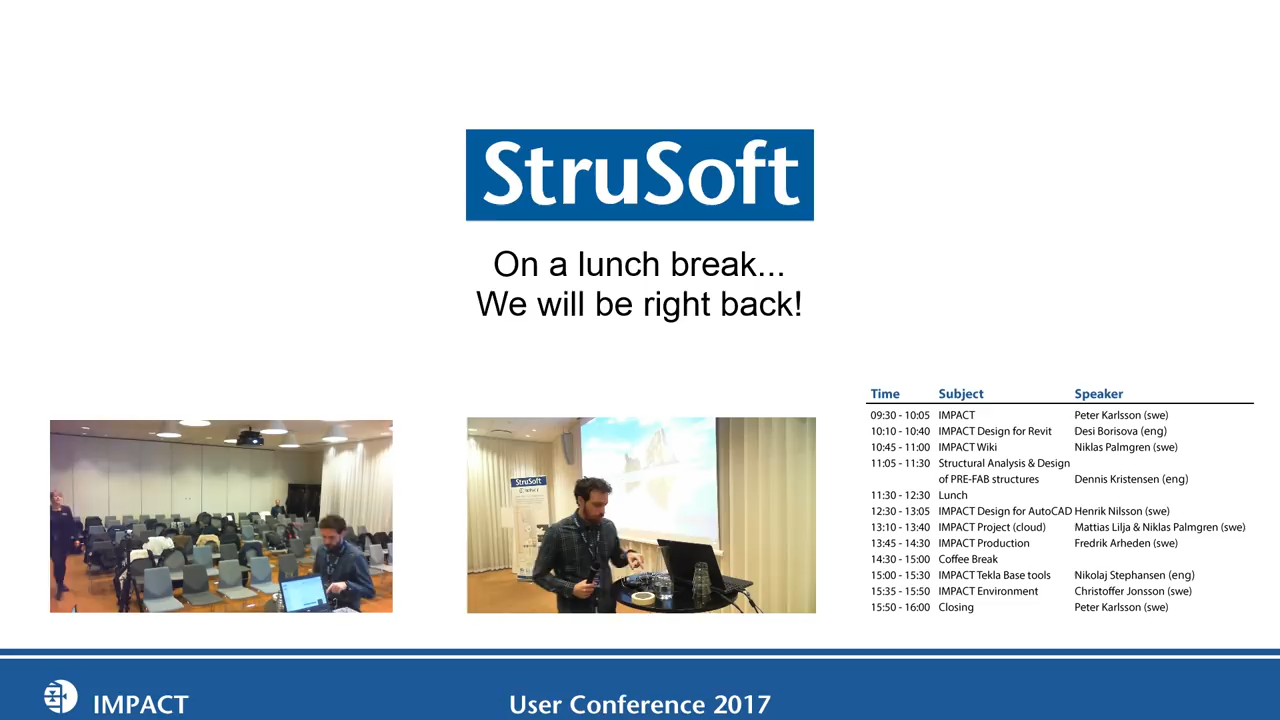 StruSoft
On a lunch break...
We will be right back!
Time Subject Speaker
09:30 - 10:05 IMPACT Peter Karlsson (swe)
10:10 - 10:40 IMPACT Design for Revit Desi Borisova (eng)
10:45 - 11:00 IMPACT Wiki Niklas Palmgren (swe)
11:05 - 11:30 Structural Analysis & Design
of PRE-FAB structures Dennis Kristensen (eng)
11:30 - 12:30 Lunch
12:30 - 13:05 IMPACT Design for AutoCAD Henrik Nilsson (swe)
13:10 - 13:40 IMPACT Project (cloud) Mattias Lilja & Niklas Palmgren (swe)
13:45 - 14:30 IMPACT Production Fredrik Arheden (swe)
14:30 - 15:00 Coffee Break
15:00 - 15:30 IMPACT Tekla Base tools Nikolaj Stephansen (eng)
15:35 - 15:50 IMPACT Environment Christoffer Jonsson (swe)
15:50 - 16:00 Closing Peter Karlsson (swe)
StruSoft
IMPACT
IMPACT User Conference 2017